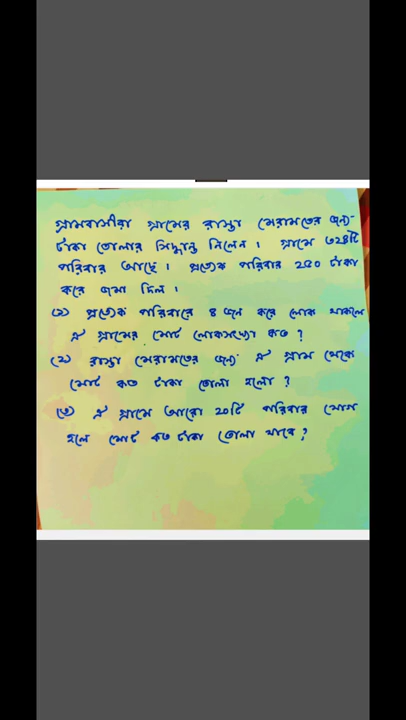 গ্রামবাসীরা গ্রামের রাস্তা মেরামতের জন্য
টাকা তোলার সিদ্ধান্ত নিলেন। গ্রামে ৩২৪টি
পরিবার আছে। প্রত্যেক পরিবার ২৫০ টাকা
করে জমা দিল।
(১) প্রত্যেক পরিবারে ৪ জন করে লোক থাকলে
ঐ গ্রামের মোট লোকসংখ্যা কত?
(২) রাস্তা মেরামতের জন্য ঐ গ্রাম থেকে
মোট কত টাকা তোলা হলো?
(৩) ঐ গ্রামে আরো ২০টি পরিবার যোগ
হলে মোট কত টাকা তোলা যাবে?